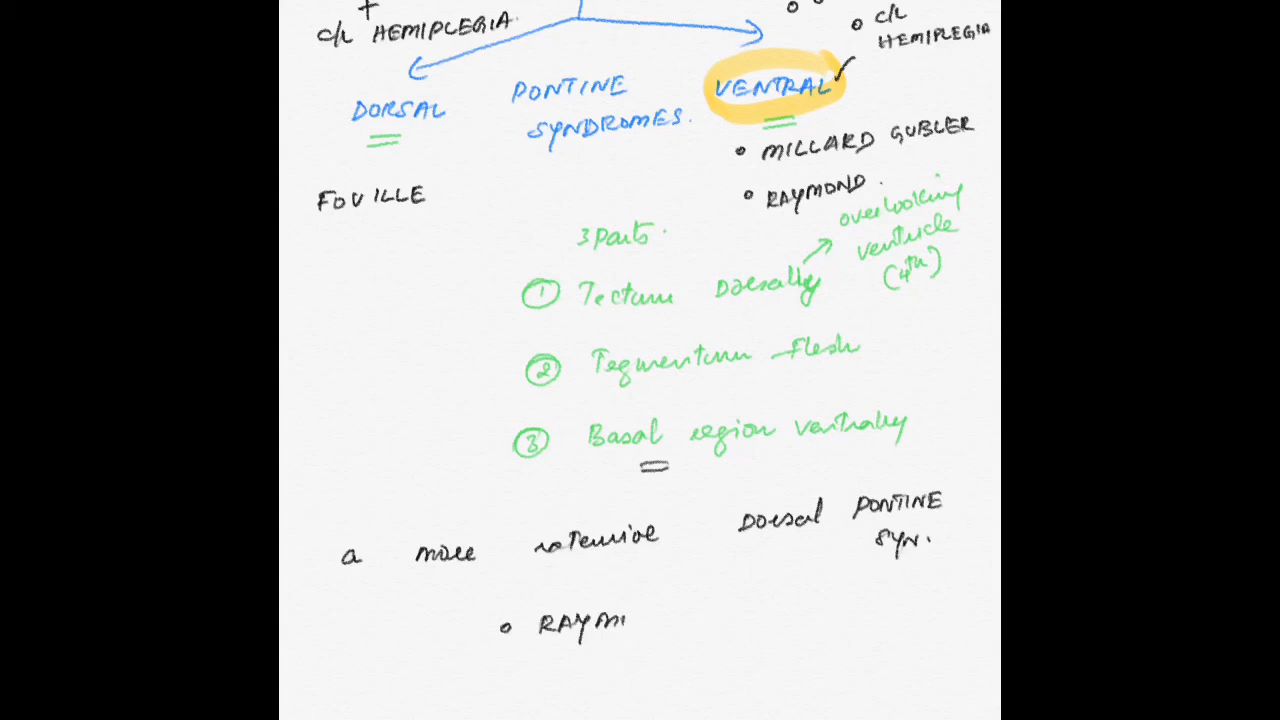 +
c/L HEMIPLEGIA.
c/L
HEMIPLEGIA
DORSAL
PONTINE
SYNDROMES.
VENTRAL ✓
FOVILLE
• MILLARD GUBLER
• RAYMOND.
3 Parts.
① Tectum Dorsally → overlooking
ventricle
(4th)
② Tegmentum - flesh
③ Basal region ventrally
a more Dorsal PONTINE
SYN.
• RAYM